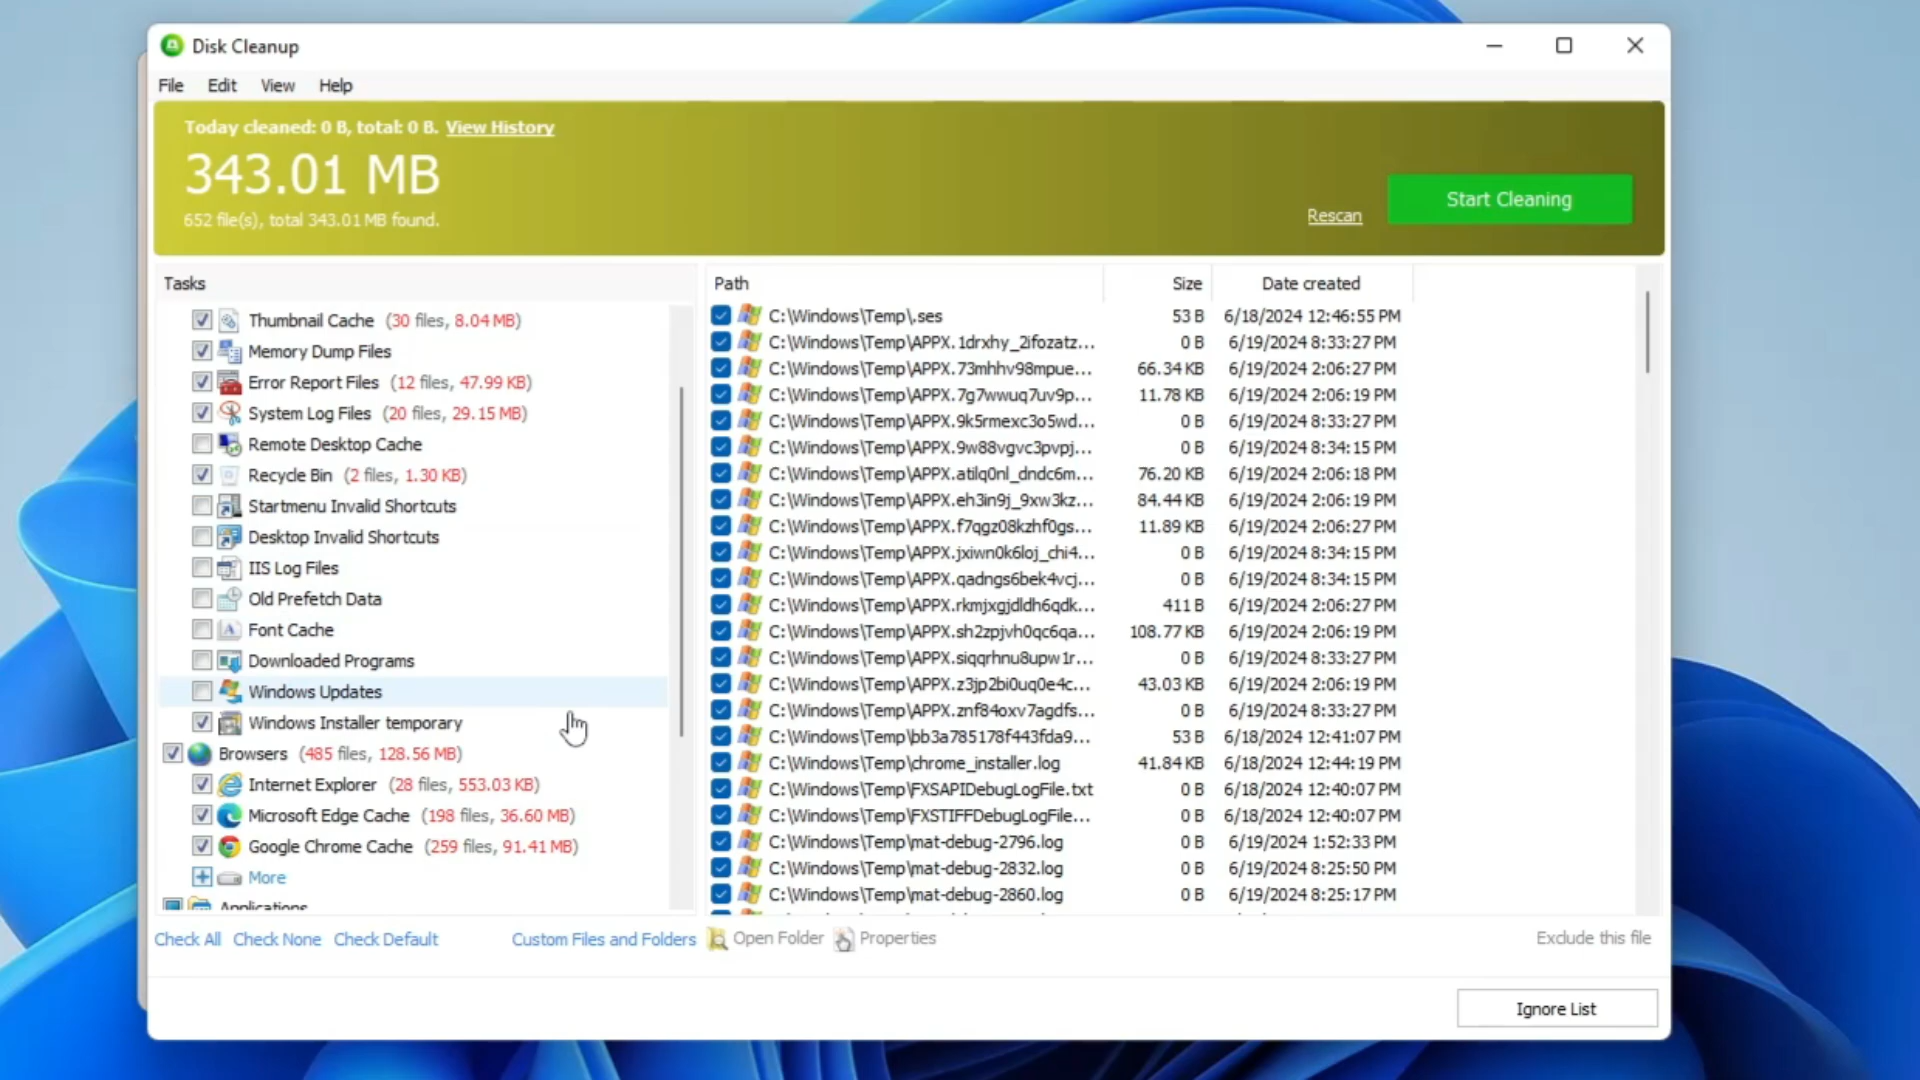 Disk Cleanup
File Edit View Help
Today cleaned: 0 B, total: 0 B. View History
343.01 MB
652 file(s), total 343.01 MB found.
Rescan
Start Cleaning
Tasks
Thumbnail Cache (30 files, 8.04 MB)
Memory Dump Files
Error Report Files (12 files, 47.99 KB)
System Log Files (20 files, 29.15 MB)
Remote Desktop Cache
Recycle Bin (2 files, 1.30 KB)
Startmenu Invalid Shortcuts
Desktop Invalid Shortcuts
IIS Log Files
Old Prefetch Data
Font Cache
Downloaded Programs
Windows Updates
Windows Installer temporary
Browsers (485 files, 128.56 MB)
Internet Explorer (28 files, 553.03 KB)
Microsoft Edge Cache (198 files, 36.60 MB)
Google Chrome Cache (259 files, 91.41 MB)
More
Applications
Path Size Date created
C:\Windows\Temp\.ses 53 B 6/18/2024 12:46:55 PM
C:\Windows\Temp\APPX.1drxhy_2ifozatz... 0 B 6/19/2024 8:33:27 PM
C:\Windows\Temp\APPX.73mhhv98mpue... 66.34 KB 6/19/2024 2:06:27 PM
C:\Windows\Temp\APPX.7g7wwuq7uv9p... 11.78 KB 6/19/2024 2:06:19 PM
C:\Windows\Temp\APPX.9k5rmexc3o5wd... 0 B 6/19/2024 8:33:27 PM
C:\Windows\Temp\APPX.9w88vgvc3pvpj... 0 B 6/19/2024 8:34:15 PM
C:\Windows\Temp\APPX.atilq0nl_dndc6m... 76.20 KB 6/19/2024 2:06:18 PM
C:\Windows\Temp\APPX.eh3in9j_9xw3kz... 84.44 KB 6/19/2024 2:06:19 PM
C:\Windows\Temp\APPX.f7qgz08kzhf0gs... 11.89 KB 6/19/2024 2:06:27 PM
C:\Windows\Temp\APPX.jxiwn0k6loj_chi4... 0 B 6/19/2024 8:34:15 PM
C:\Windows\Temp\APPX.qadngs6bek4vcj... 0 B 6/19/2024 8:34:15 PM
C:\Windows\Temp\APPX.rkmjxgjdldh6qdk... 411 B 6/19/2024 2:06:27 PM
C:\Windows\Temp\APPX.sh2zpjvh0qc6qa... 108.77 KB 6/19/2024 2:06:19 PM
C:\Windows\Temp\APPX.siqqrhnu8upw1r... 0 B 6/19/2024 8:33:27 PM
C:\Windows\Temp\APPX.z3jp2bi0uq0e4c... 43.03 KB 6/19/2024 2:06:19 PM
C:\Windows\Temp\APPX.znf84oxv7agdfs... 0 B 6/19/2024 8:33:27 PM
C:\Windows\Temp\bb3a785178f443fda9... 53 B 6/18/2024 12:41:07 PM
C:\Windows\Temp\chrome_installer.log 41.84 KB 6/18/2024 12:44:19 PM
C:\Windows\Temp\FXSAPIDebugLogFile.txt 0 B 6/18/2024 12:40:07 PM
C:\Windows\Temp\FXSTIFFDebugLogFile... 0 B 6/18/2024 12:40:07 PM
C:\Windows\Temp\mat-debug-2796.log 0 B 6/19/2024 1:52:33 PM
C:\Windows\Temp\mat-debug-2832.log 0 B 6/19/2024 8:25:50 PM
C:\Windows\Temp\mat-debug-2860.log 0 B 6/19/2024 8:25:17 PM
Check All Check None Check Default Custom Files and Folders
Open Folder Properties Exclude this file
Ignore List